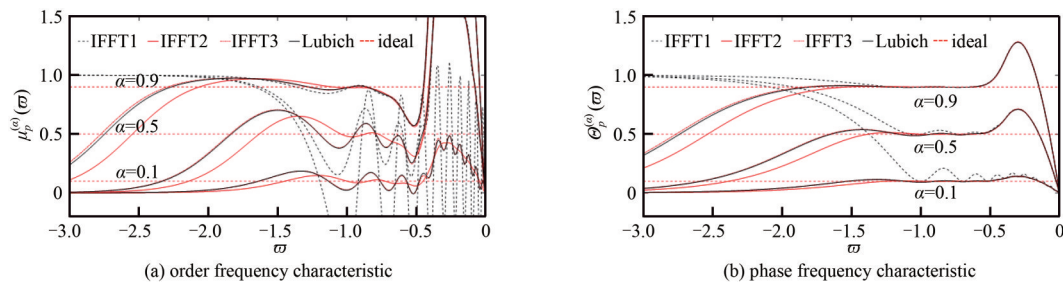 1.5
IFFT1 IFFT2 IFFT3 Lubich ideal
1.0
α=0.9
μp(α)(ϖ)
0.5
α=0.5
α=0.1
0
-3.0 -2.5 -2.0 -1.5 -1.0 -0.5 0
ϖ
(a) order frequency characteristic
1.5
IFFT1 IFFT2 IFFT3 Lubich ideal
1.0
α=0.9
Θp(α)(ϖ)
0.5
α=0.5
α=0.1
0
-3.0 -2.5 -2.0 -1.5 -1.0 -0.5 0
ϖ
(b) phase frequency characteristic